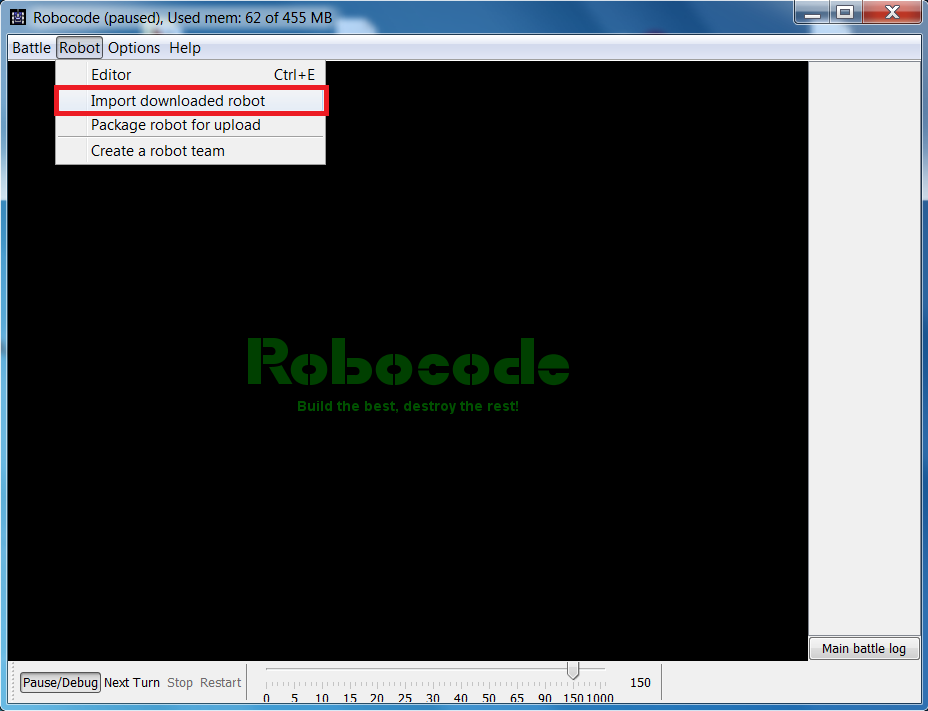 Robocode (paused), Used mem: 62 of 455 MB
Battle Robot Options Help
Editor Ctrl+E
Import downloaded robot
Package robot for upload
Create a robot team
Robocode
Build the best, destroy the rest!
Main battle log
Pause/Debug Next Turn Stop Restart 150
0 5 10 15 20 25 30 40 50 65 90 150 1000